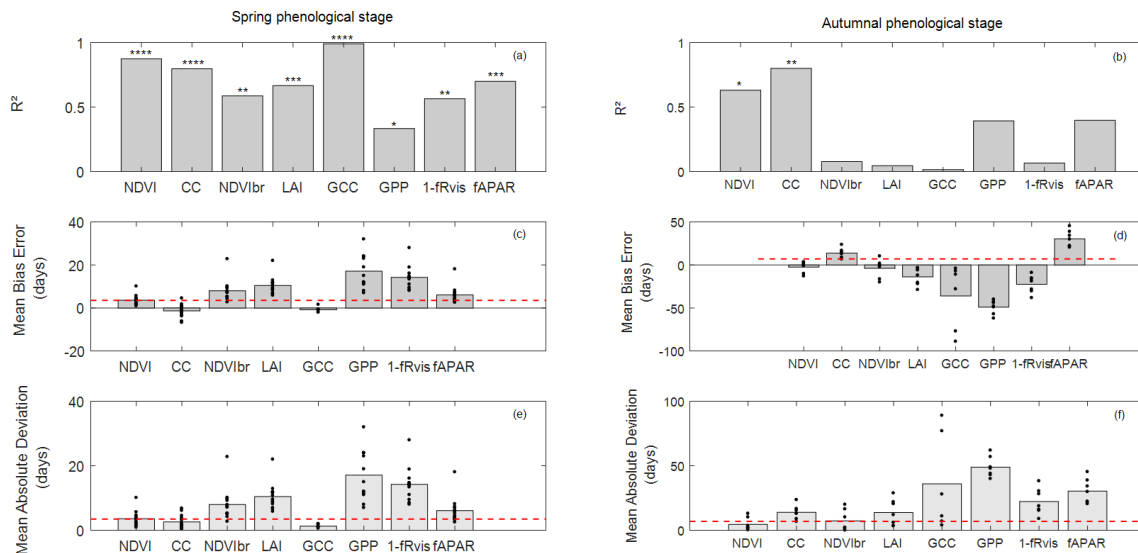 Spring phenological stage
1
0.5
0
R²
****
****
**
***
****
*
**
***
(a)
NDVI CC NDVIbr LAI GCC GPP 1-fRvis fAPAR
Autumnal phenological stage
1
0.5
0
R²
*
**
(b)
NDVI CC NDVIbr LAI GCC GPP 1-fRvis fAPAR
40
20
0
-20
Mean Bias Error
(days)
(c)
NDVI CC NDVIbr LAI GCC GPP 1-fRvis fAPAR
50
0
-50
-100
Mean Bias Error
(days)
(d)
NDVI CC NDVIbr LAI GCC GPP 1-fRvis fAPAR
40
20
0
Mean Absolute Deviation
(days)
(e)
NDVI CC NDVIbr LAI GCC GPP 1-fRvis fAPAR
100
50
0
Mean Absolute Deviation
(days)
(f)
NDVI CC NDVIbr LAI GCC GPP 1-fRvis fAPAR